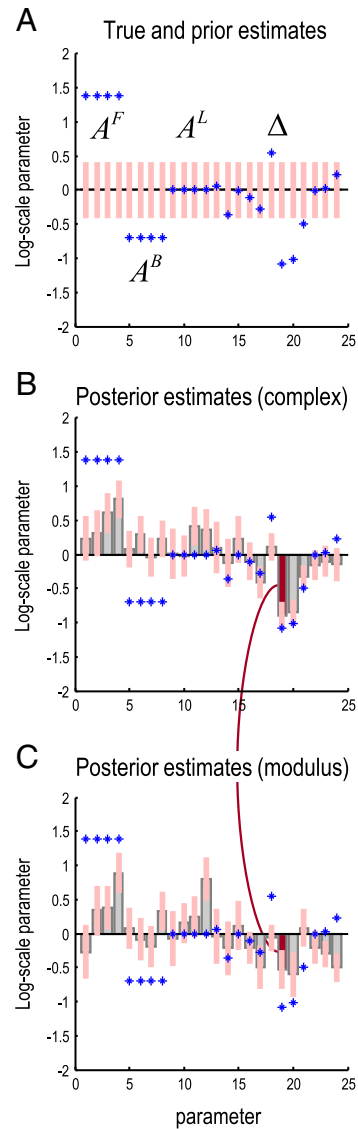 A
True and prior estimates
Log-scale parameter
2
1.5
1
0.5
0
-0.5
-1
-1.5
-2
A^F
A^L
Δ
A^B
0 5 10 15 20 25
B
Posterior estimates (complex)
Log-scale parameter
2
1.5
1
0.5
0
-0.5
-1
-1.5
-2
0 5 10 15 20 25
C
Posterior estimates (modulus)
Log-scale parameter
2
1.5
1
0.5
0
-0.5
-1
-1.5
-2
0 5 10 15 20 25
parameter